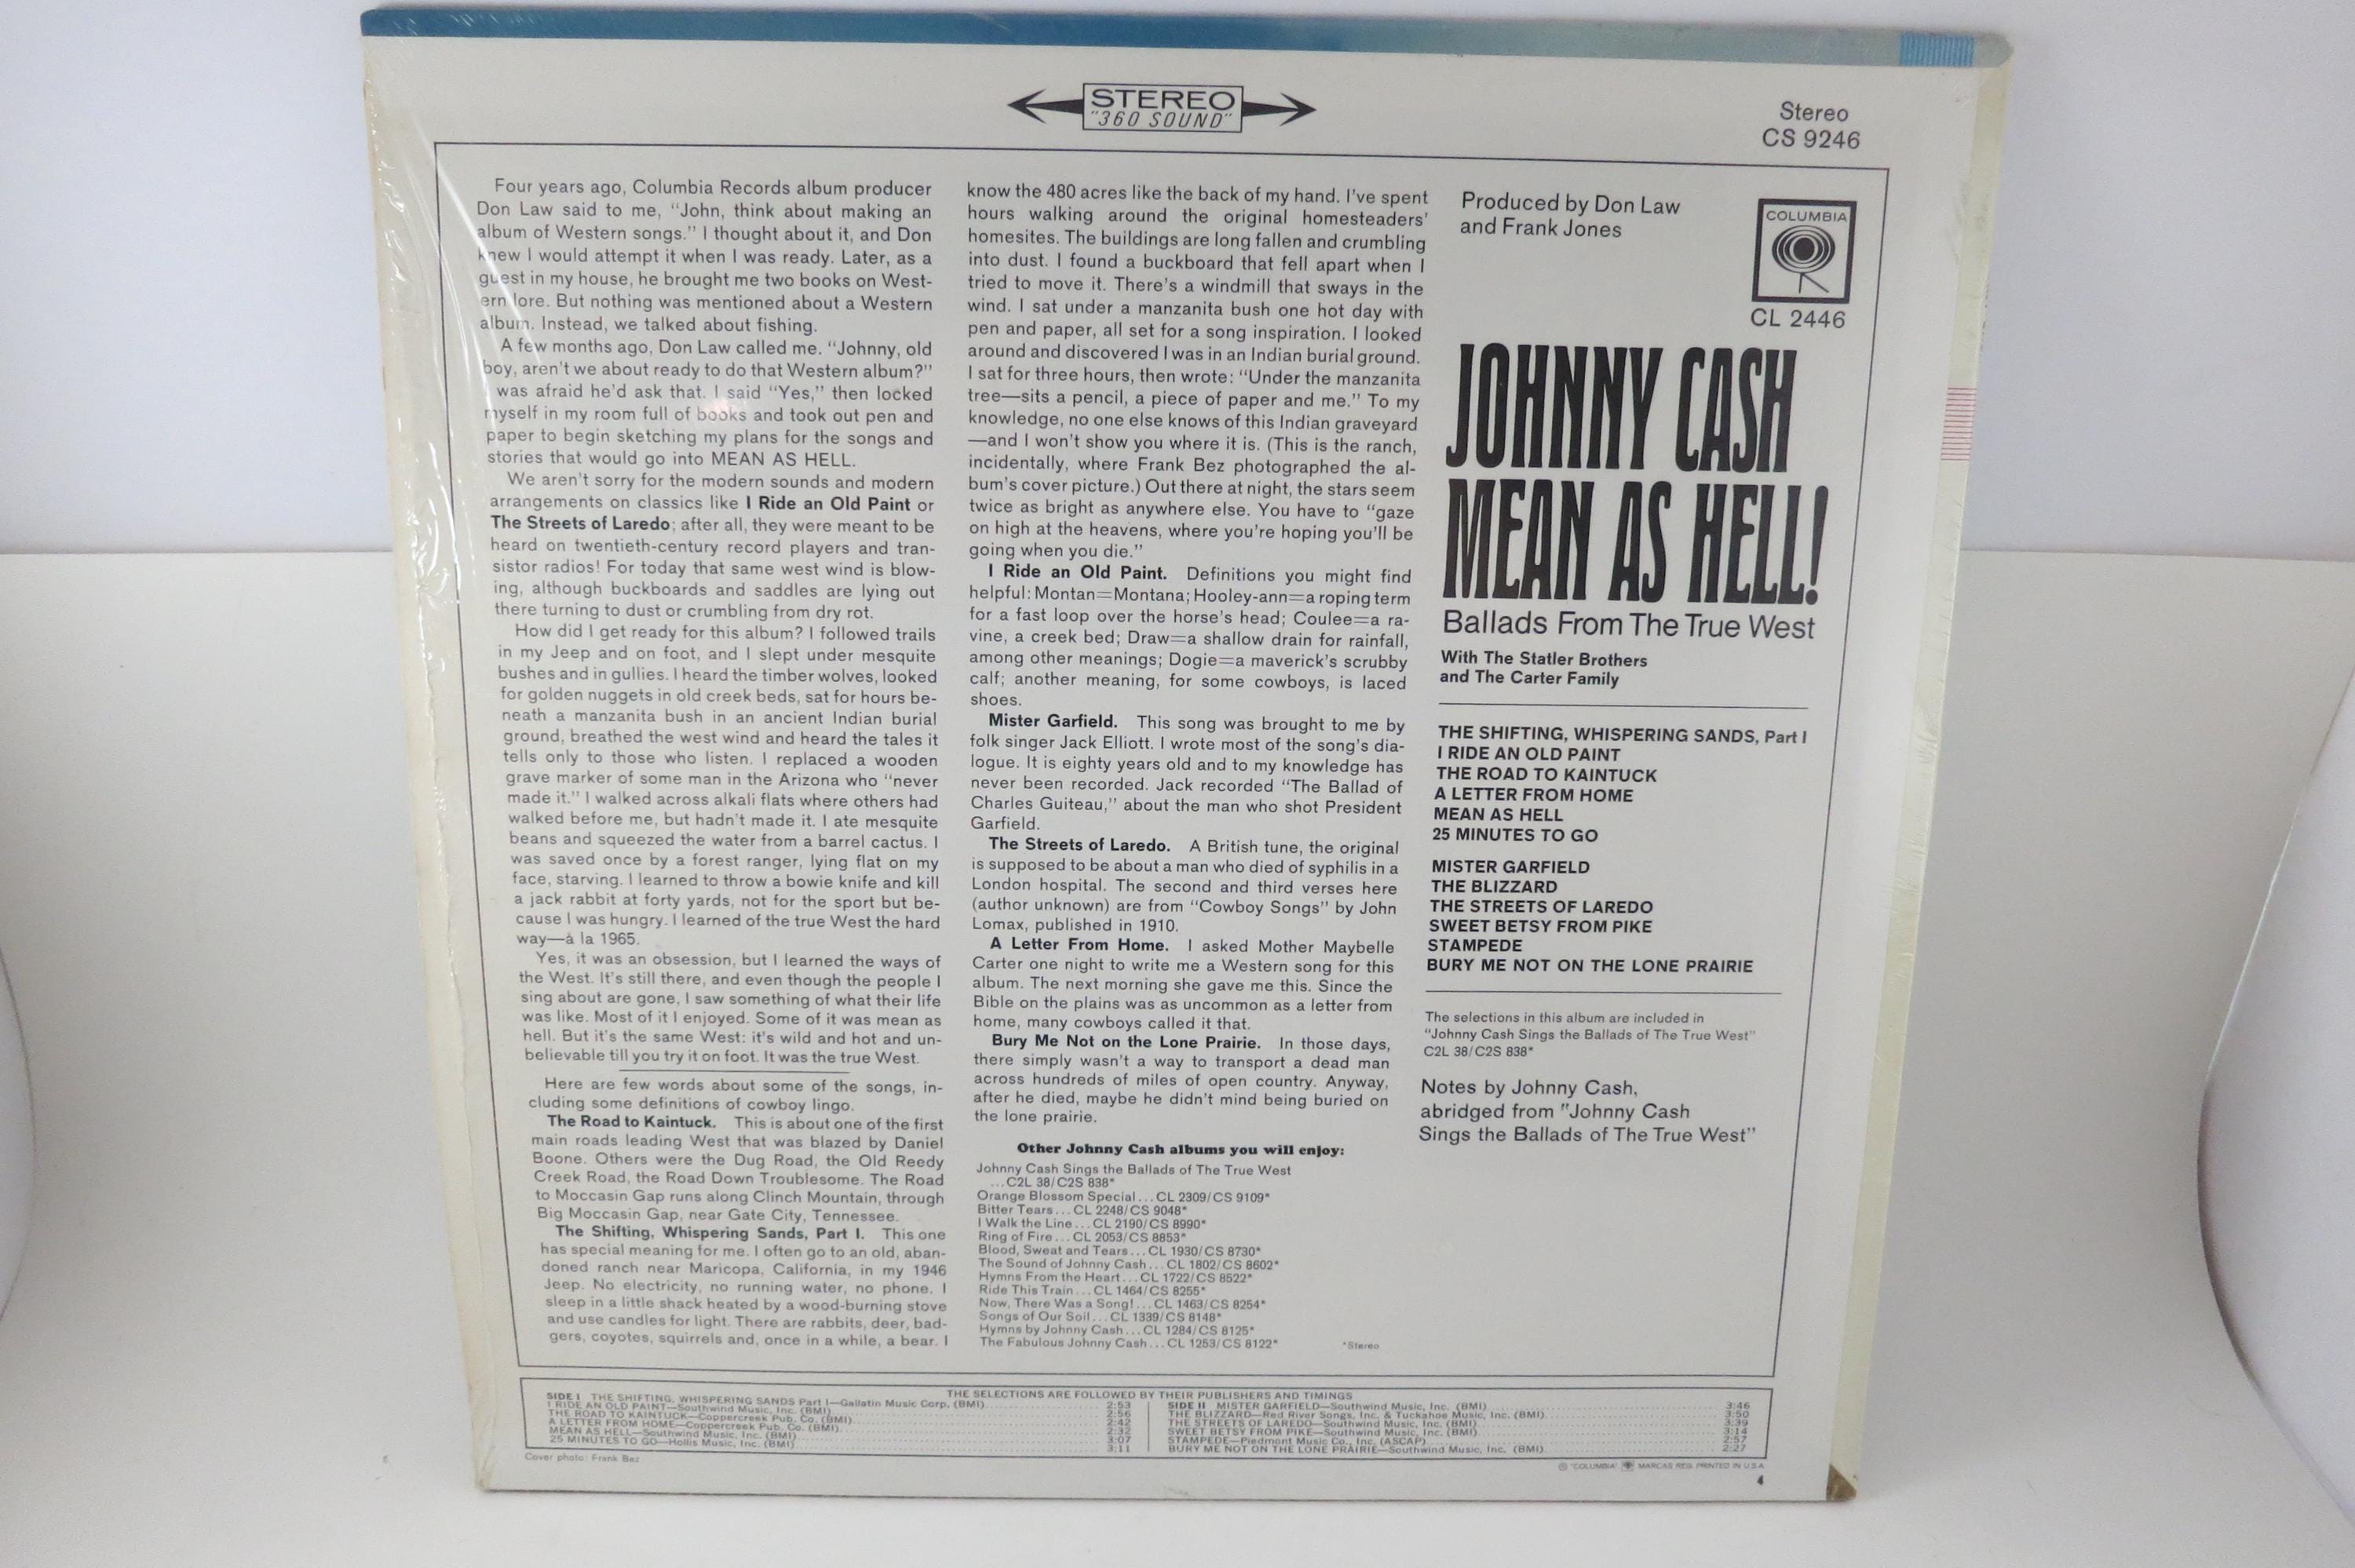 STEREO
"360 SOUND"
Stereo
CS 9246
Four years ago, Columbia Records album producer
Don Law said to me, “John, think about making an
album of Western songs.” I thought about it, and Don
knew I would attempt it when I was ready. Later, as a
guest in my house, he brought me two books on West-
ern lore. But nothing was mentioned about a Western
album. Instead, we talked about fishing.
A few months ago, Don Law called me. “Johnny, old
boy, aren't we about ready to do that Western album?”
was afraid he'd ask that. I said “Yes,” then locked
myself in my room full of books and took out pen and
paper to begin sketching my plans for the songs and
stories that would go into MEAN AS HELL.
We aren't sorry for the modern sounds and modern
arrangements on classics like I Ride an Old Paint or
The Streets of Laredo; after all, they were meant to be
heard on twentieth-century record players and tran-
sistor radios! For today that same west wind is blow-
ing, although buckboards and saddles are lying out
there turning to dust or crumbling from dry rot.
How did I get ready for this album? I followed trails
in my Jeep and on foot, and I slept under mesquite
bushes and in gullies. I heard the timber wolves, looked
for golden nuggets in old creek beds, sat for hours be-
neath a manzanita bush in an ancient Indian burial
ground, breathed the west wind and heard the tales it
tells only to those who listen. I replaced a wooden
grave marker of some man in the Arizona who “never
made it.” I walked across alkali flats where others had
walked before me, but hadn't made it. I ate mesquite
beans and squeezed the water from a barrel cactus. I
was saved once by a forest ranger, lying flat on my
face, starving. I learned to throw a bowie knife and kill
a jack rabbit at forty yards, not for the sport but be-
cause I was hungry. I learned of the true West the hard
way—à la 1965.
Yes, it was an obsession, but I learned the ways of
the West. It's still there, and even though the people I
sing about are gone, I saw something of what their life
was like. Most of it I enjoyed. Some of it was mean as
hell. But it's the same West: it's wild and hot and un-
believable till you try it on foot. It was the true West.
Here are few words about some of the songs, in-
cluding some definitions of cowboy lingo.
The Road to Kaintuck. This is about one of the first
main roads leading West that was blazed by Daniel
Boone. Others were the Dug Road, the Old Reedy
Creek Road, the Road Down Troublesome. The Road
to Moccasin Gap runs along Clinch Mountain, through
Big Moccasin Gap, near Gate City, Tennessee.
The Shifting, Whispering Sands, Part I. This one
has special meaning for me. I often go to an old, aban-
doned ranch near Maricopa, California, in my 1946
Jeep. No electricity, no running water, no phone. I
sleep in a little shack heated by a wood-burning stove
and use candles for light. There are rabbits, deer, bad-
gers, coyotes, squirrels and, once in a while, a bear. I
know the 480 acres like the back of my hand. I've spent
hours walking around the original homesteaders'
homesites. The buildings are long fallen and crumbling
into dust. I found a buckboard that fell apart when I
tried to move it. There's a windmill that sways in the
wind. I sat under a manzanita bush one hot day with
pen and paper, all set for a song inspiration. I looked
around and discovered I was in an Indian burial ground.
I sat for three hours, then wrote: “Under the manzanita
tree—sits a pencil, a piece of paper and me.” To my
knowledge, no one else knows of this Indian graveyard
—and I won't show you where it is. (This is the ranch,
incidentally, where Frank Bez photographed the al-
bum's cover picture.) Out there at night, the stars seem
twice as bright as anywhere else. You have to “gaze
on high at the heavens, where you're hoping you'll be
going when you die.”
I Ride an Old Paint. Definitions you might find
helpful: Montan=Montana; Hooley-ann=a roping term
for a fast loop over the horse's head; Coulee=a ra-
vine, a creek bed; Draw=a shallow drain for rainfall,
among other meanings; Dogie=a maverick's scrubby
calf; another meaning, for some cowboys, is laced
shoes.
Mister Garfield. This song was brought to me by
folk singer Jack Elliott. I wrote most of the song's dia-
logue. It is eighty years old and to my knowledge has
never been recorded. Jack recorded “The Ballad of
Charles Guiteau,” about the man who shot President
Garfield.
The Streets of Laredo. A British tune, the original
is supposed to be about a man who died of syphilis in a
London hospital. The second and third verses here
(author unknown) are from “Cowboy Songs” by John
Lomax, published in 1910.
A Letter From Home. I asked Mother Maybelle
Carter one night to write me a Western song for this
album. The next morning she gave me this. Since the
Bible on the plains was as uncommon as a letter from
home, many cowboys called it that.
Bury Me Not on the Lone Prairie. In those days,
there simply wasn't a way to transport a dead man
across hundreds of miles of open country. Anyway,
after he died, maybe he didn't mind being buried on
the lone prairie.
Other Johnny Cash albums you will enjoy:
Johnny Cash Sings the Ballads of The True West
...C2L 38/C2S 838*
Orange Blossom Special...CL 2309/CS 9109*
Bitter Tears...CL 2248/CS 9048*
I Walk the Line...CL 2190/CS 8990*
Ring of Fire...CL 2053/CS 8853*
Blood, Sweat and Tears...CL 1930/CS 8730*
The Sound of Johnny Cash...CL 1802/CS 8602*
Hymns From the Heart...CL 1722/CS 8522*
Ride This Train...CL 1464/CS 8255*
Now, There Was a Song!...CL 1463/CS 8254*
Songs of Our Soil...CL 1339/CS 8148*
Hymns by Johnny Cash...CL 1284/CS 8125*
The Fabulous Johnny Cash...CL 1253/CS 8122*
*Stereo
Produced by Don Law
and Frank Jones
COLUMBIA
CL 2446
JOHNNY CASH
MEAN AS HELL!
Ballads From The True West
With The Statler Brothers
and The Carter Family
THE SHIFTING, WHISPERING SANDS, Part I
I RIDE AN OLD PAINT
THE ROAD TO KAINTUCK
A LETTER FROM HOME
MEAN AS HELL
25 MINUTES TO GO
MISTER GARFIELD
THE BLIZZARD
THE STREETS OF LAREDO
SWEET BETSY FROM PIKE
STAMPEDE
BURY ME NOT ON THE LONE PRAIRIE
The selections in this album are included in
“Johnny Cash Sings the Ballads of The True West”
C2L 38/C2S 838*
Notes by Johnny Cash,
abridged from "Johnny Cash
Sings the Ballads of The True West”
THE SELECTIONS ARE FOLLOWED BY THEIR PUBLISHERS AND TIMINGS
SIDE I THE SHIFTING, WHISPERING SANDS Part I—Gallatin Music Corp. (BMI) 2:53
I RIDE AN OLD PAINT—Southwind Music, Inc. (BMI) 2:56
THE ROAD TO KAINTUCK—Coppercreek Pub. Co. (BMI) 2:42
A LETTER FROM HOME—Coppercreek Pub. Co. (BMI) 2:32
MEAN AS HELL—Southwind Music, Inc. (BMI) 3:07
25 MINUTES TO GO—Hollis Music, Inc. (BMI) 3:11
SIDE II MISTER GARFIELD—Southwind Music, Inc. (BMI) 3:46
THE BLIZZARD—Red River Songs, Inc. & Tuckahoe Music, Inc. (BMI) 3:50
THE STREETS OF LAREDO—Southwind Music, Inc. (BMI) 3:39
SWEET BETSY FROM PIKE—Southwind Music, Inc. (BMI) 3:14
STAMPEDE—Piedmont Music Co., Inc. (ASCAP) 2:57
BURY ME NOT ON THE LONE PRAIRIE—Southwind Music, Inc. (BMI) 2:27
Cover photo: Frank Bez
® “COLUMBIA” MARCAS REG. PRINTED IN U.S.A.
4